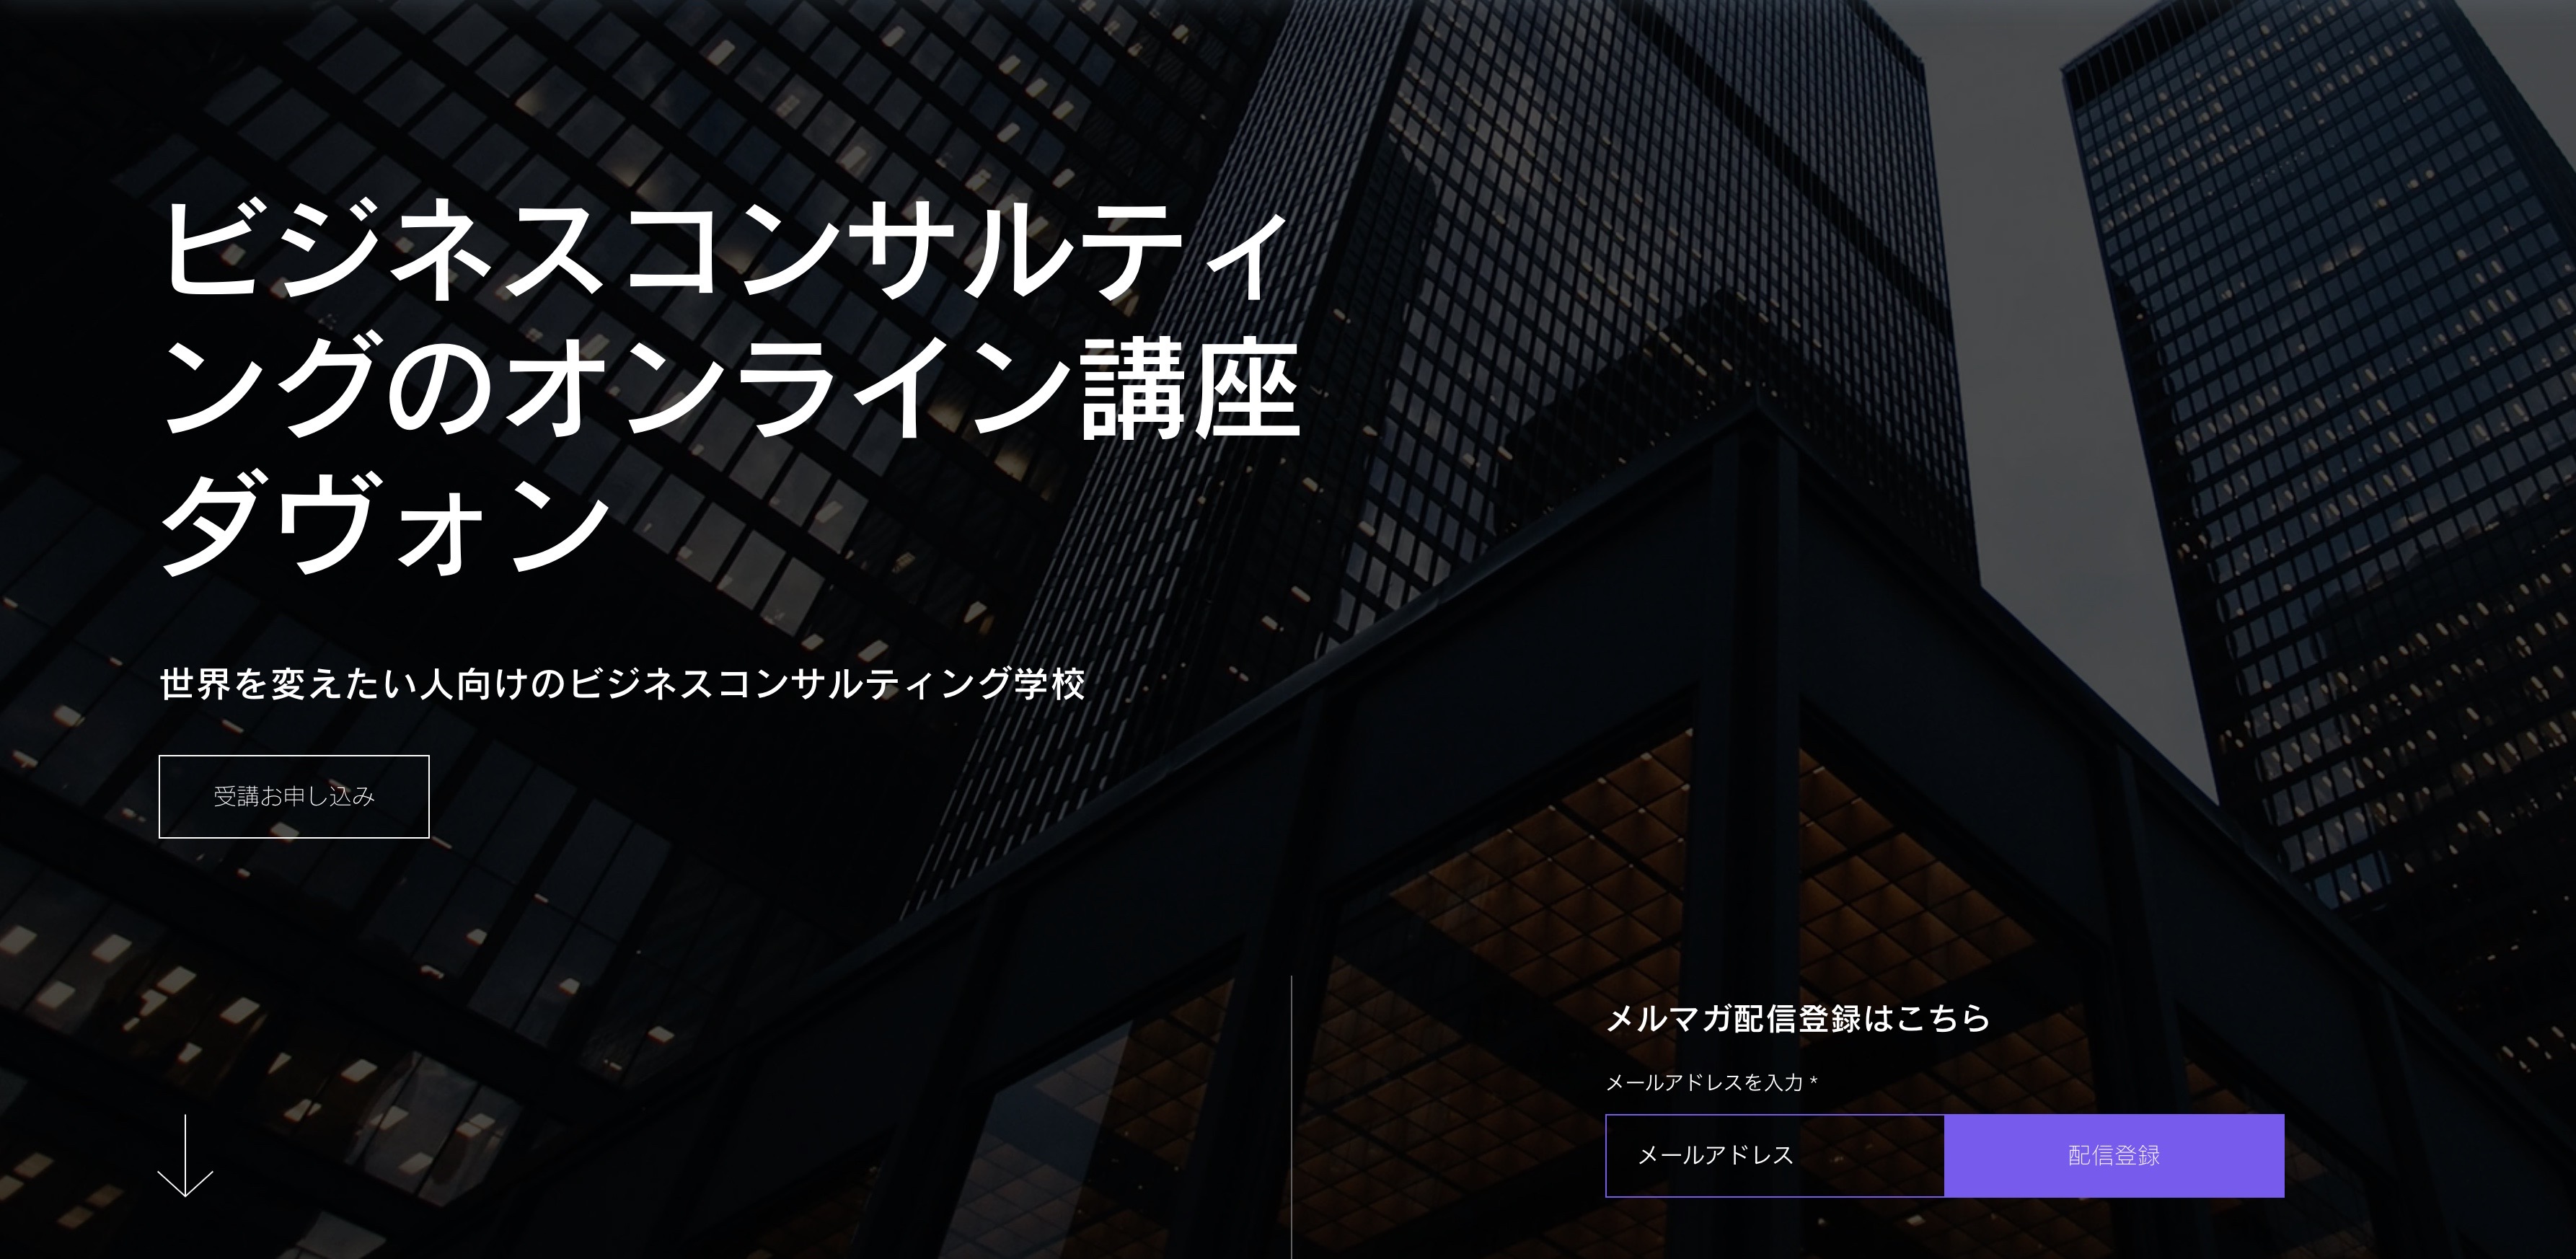 ビジネスコンサルティ
ングのオンライン講座
ダヴォン
世界を変えたい人向けのビジネスコンサルティング学校
受講お申し込み
メルマガ配信登録はこちら
メールアドレスを入力 *
メールアドレス
配信登録